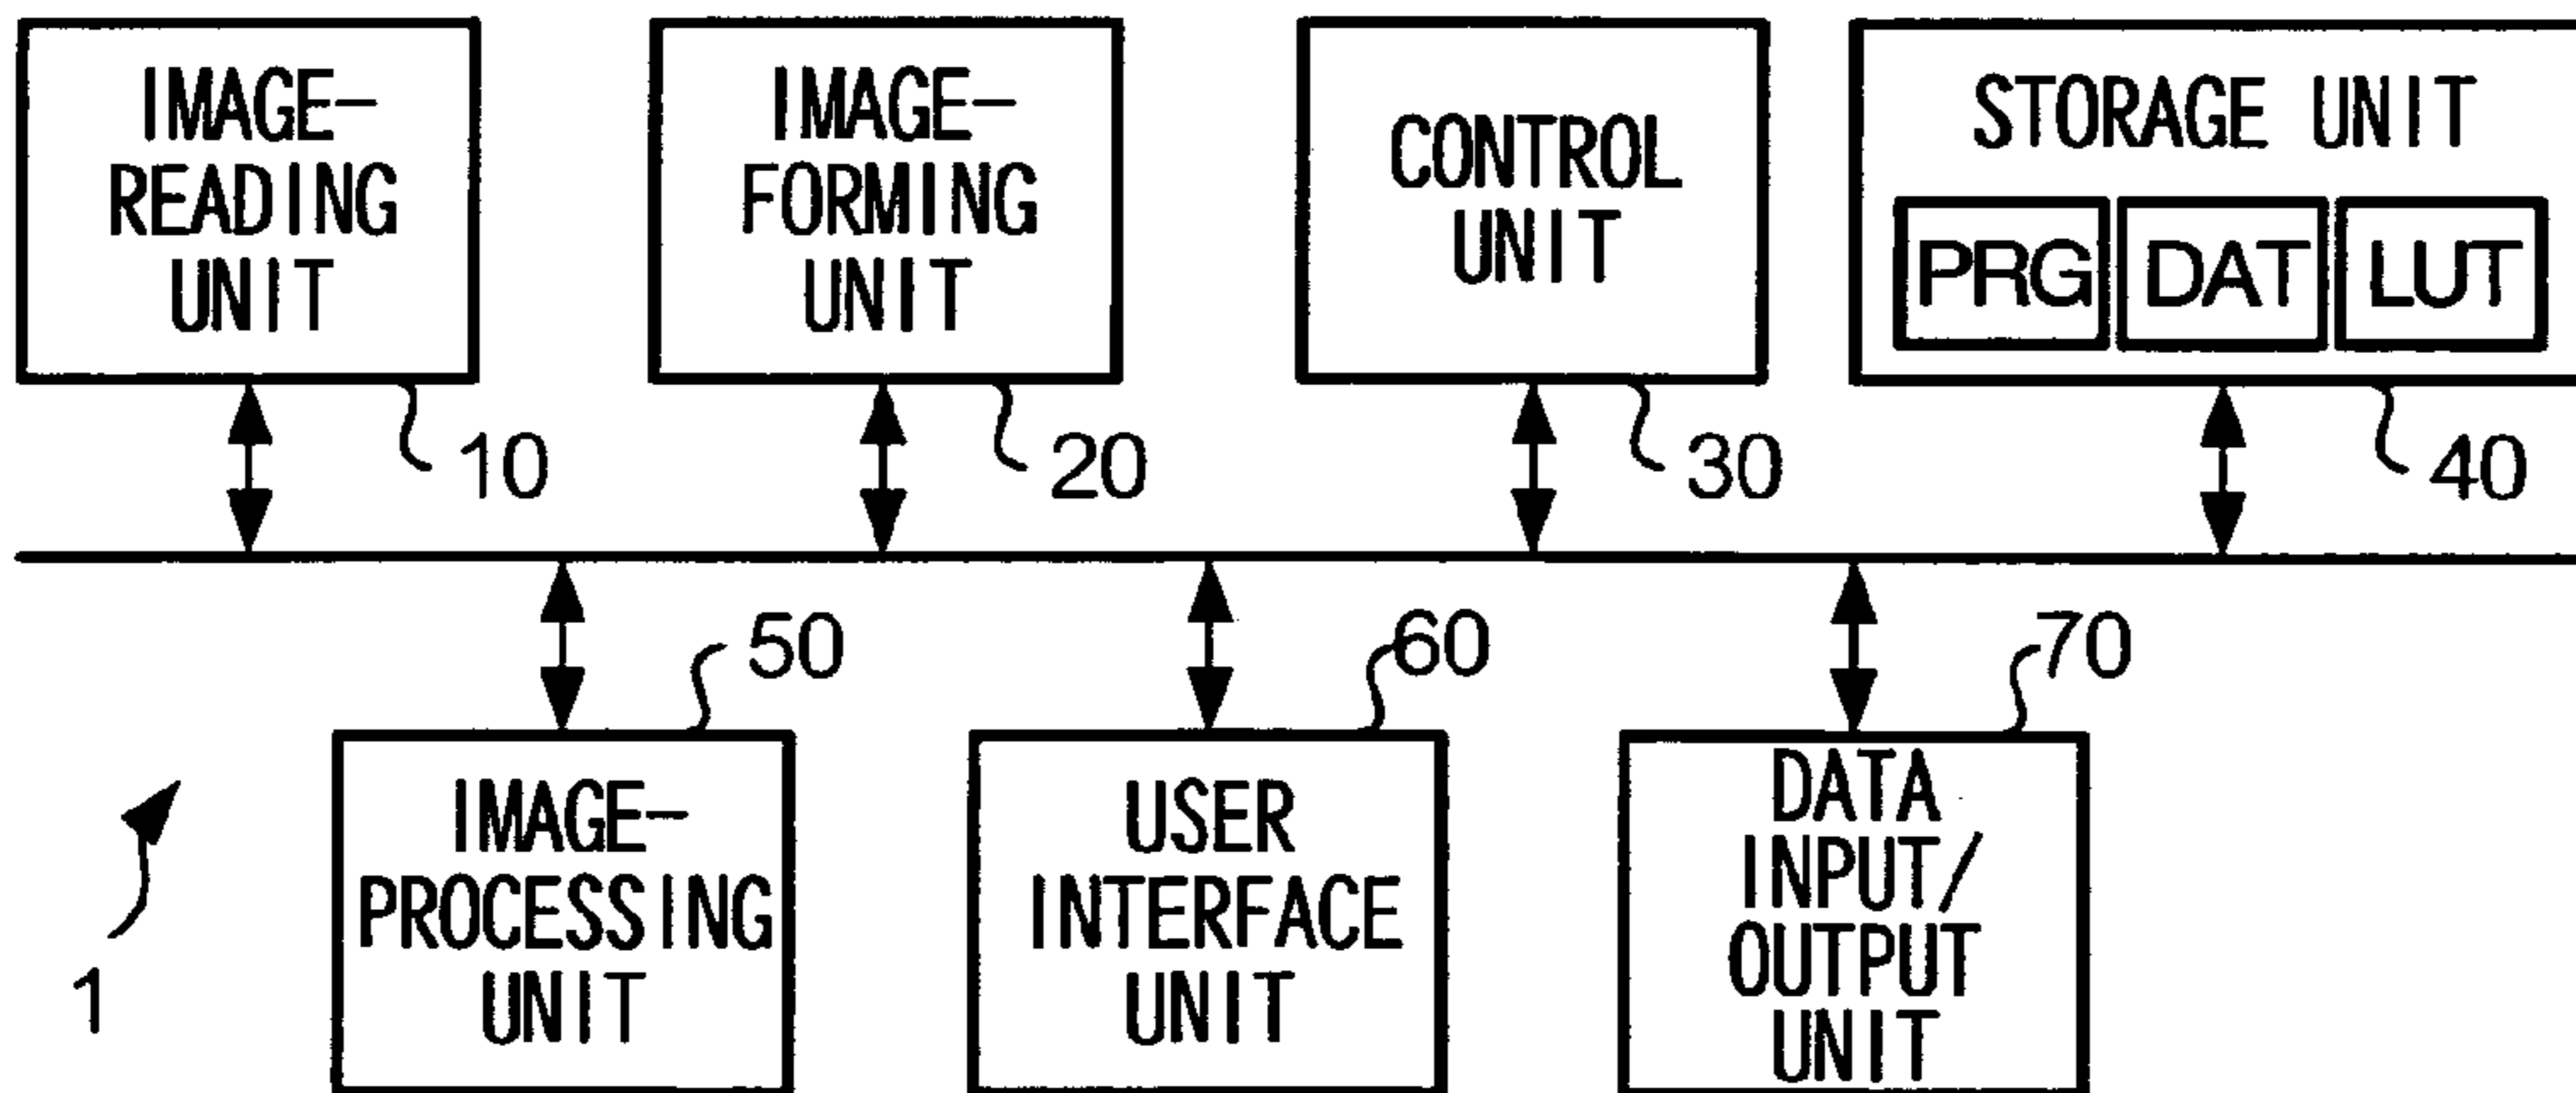 IMAGE-
READING
UNIT
IMAGE-
FORMING
UNIT
CONTROL
UNIT
STORAGE UNIT
PRG DAT LUT
10
20
30
40
50
60
70
IMAGE-
PROCESSING
UNIT
USER
INTERFACE
UNIT
DATA
INPUT/
OUTPUT
UNIT
1